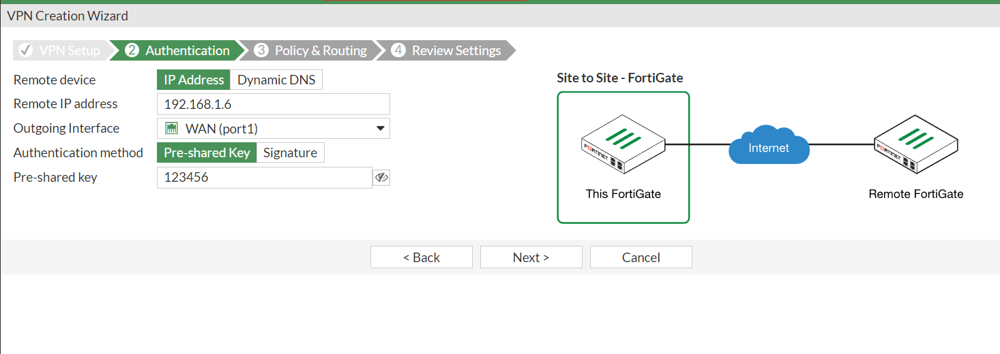 VPN Creation Wizard
VPN Setup 2 Authentication 3 Policy & Routing 4 Review Settings
Remote device IP Address Dynamic DNS
Remote IP address 192.168.1.6
Outgoing Interface WAN (port1)
Authentication method Pre-shared Key Signature
Pre-shared key 123456
Site to Site - FortiGate
FORTINET
Internet
FORTINET
This FortiGate
Remote FortiGate
< Back Next > Cancel